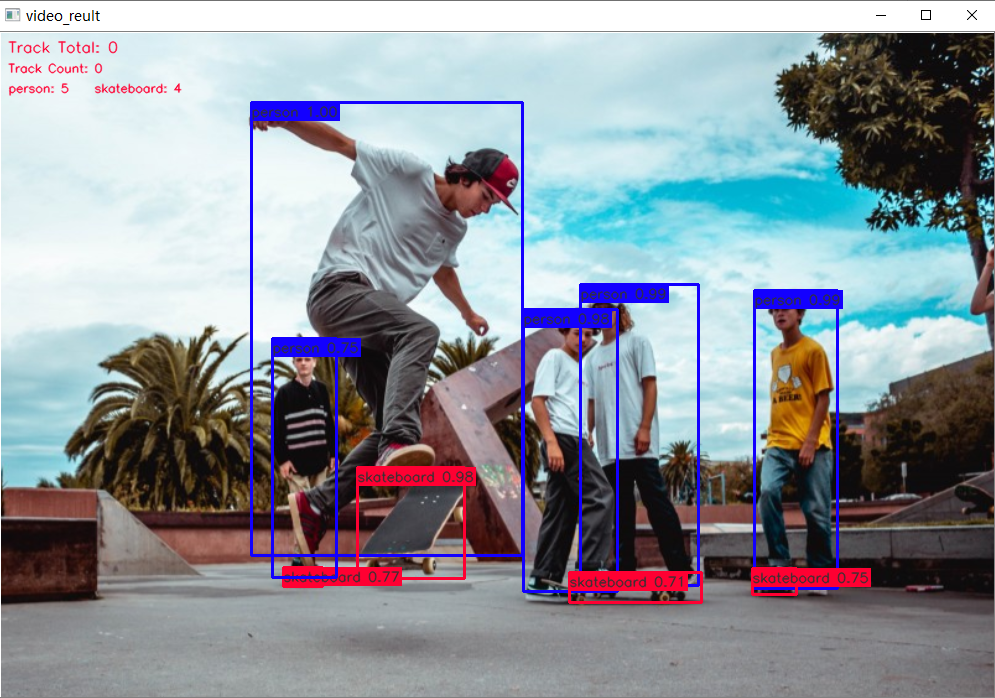 video_reult
Track Total: 0
Track Count: 0
person: 5 skateboard: 4
person 1.00
person 0.99
person 0.99
person 0.98
person 0.75
skateboard 0.98
skateboard 0.77
skateboard 0.71
skateboard 0.75